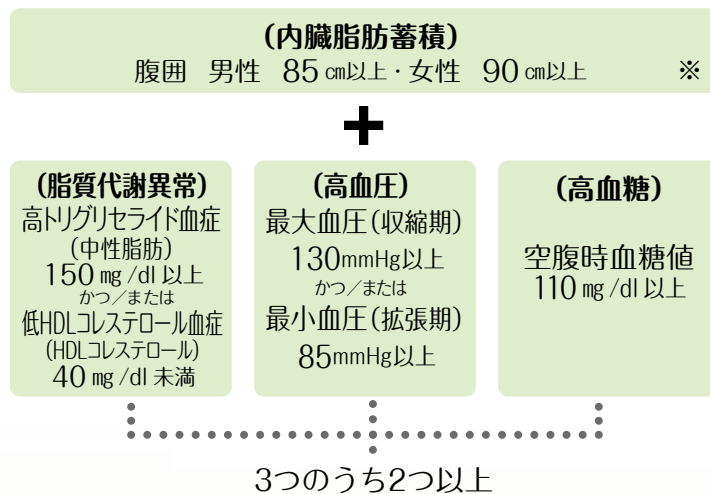 (内臓脂肪蓄積)
腹囲 男性 85㎝以上・女性 90㎝以上 ※
+
(脂質代謝異常)
高トリグリセライド血症
(中性脂肪)
150㎎/dl以上
かつ/または
低HDLコレステロール血症
(HDLコレステロール)
40㎎/dl未満
(高血圧)
最大血圧(収縮期)
130mmHg以上
かつ/または
最小血圧(拡張期)
85mmHg以上
(高血糖)
空腹時血糖値
110㎎/dl以上
3つのうち2つ以上